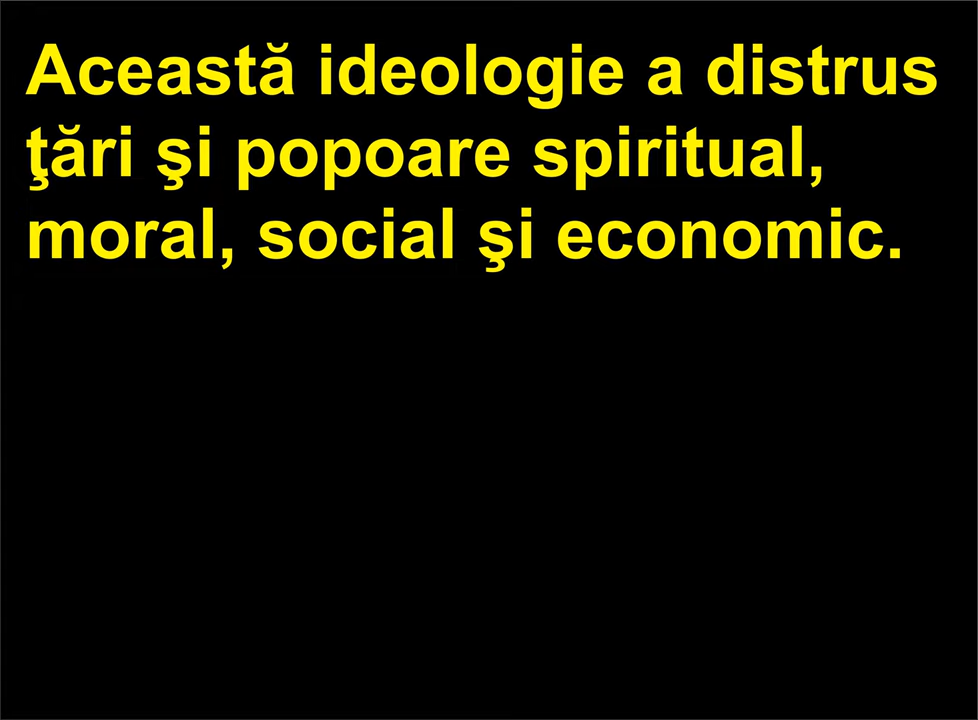 Această ideologie a distrus
ţări şi popoare spiritual,
moral, social şi economic.